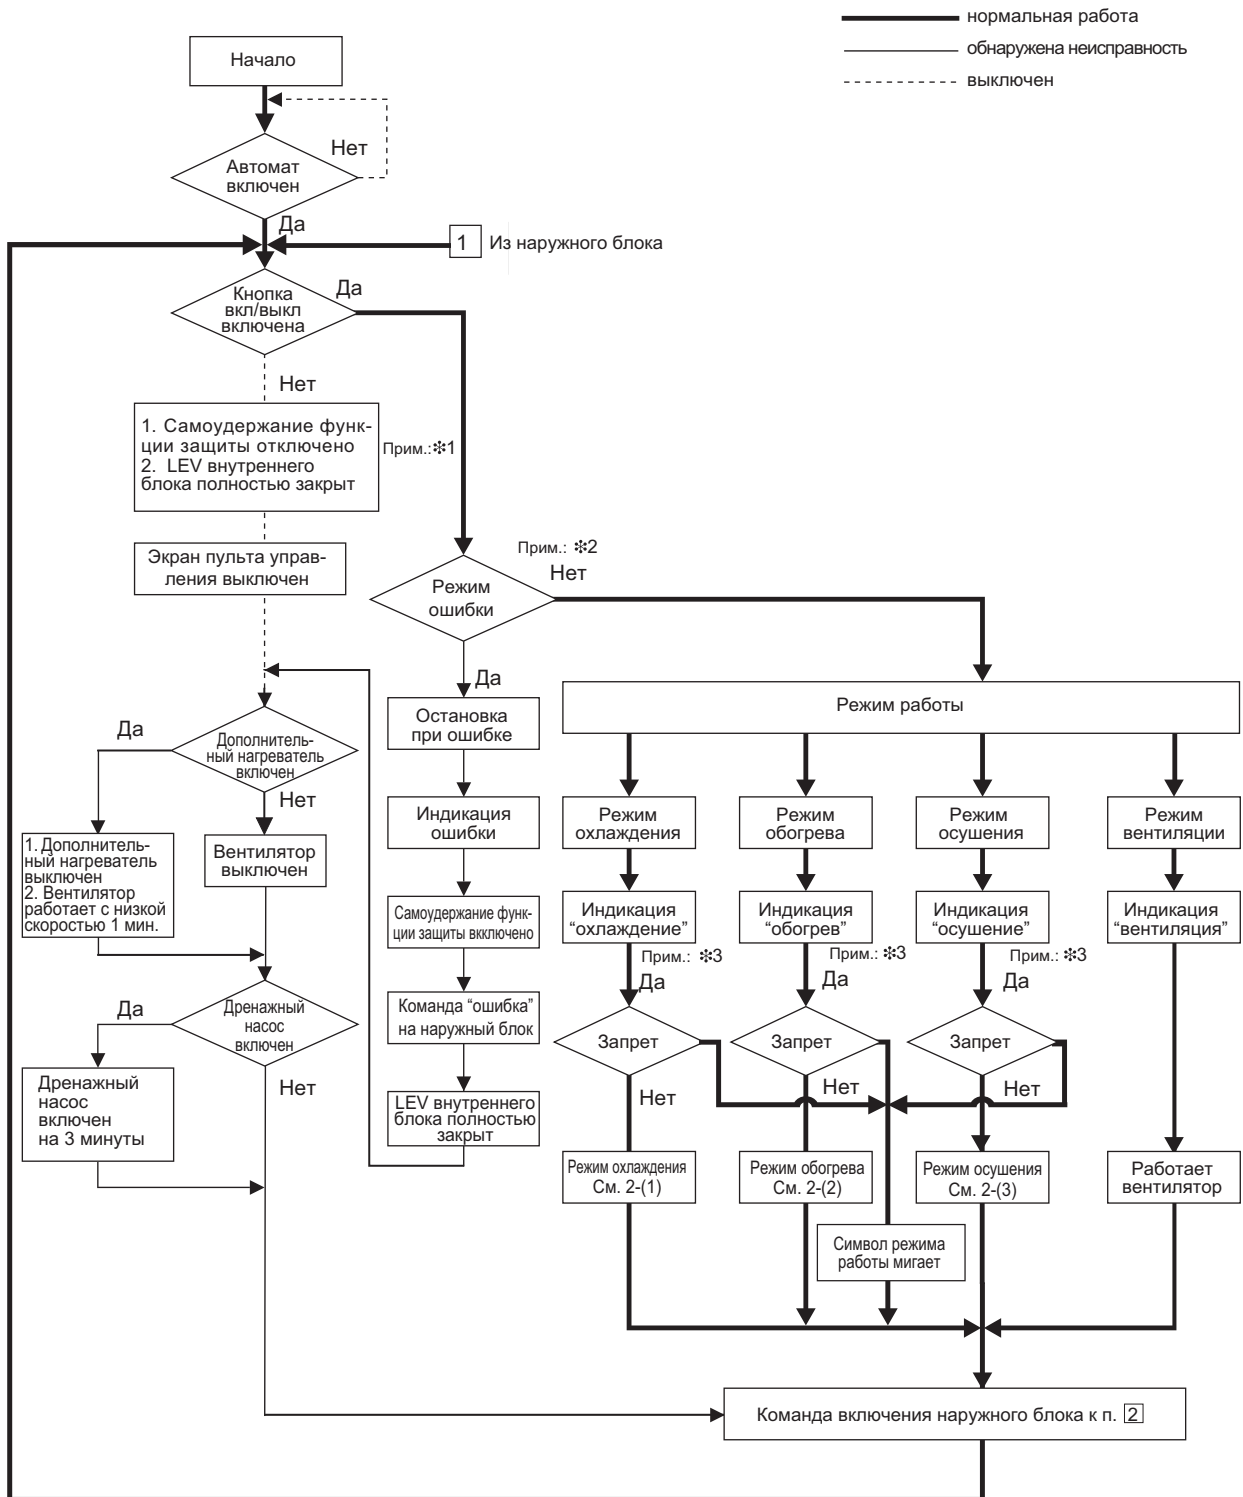 нормальная работа
обнаружена неисправность
выключен
Начало
Нет
Автомат
включен
Да
1 Из наружного блока
Кнопка
вкл/выкл
включена
Да
Нет
1. Самоудержание функ-
ции защиты отключено
2. LEV внутреннего
блока полностью закрыт
Прим.:✻1
Экран пульта управ-
ления выключен
Прим.: ✻2
Нет
Режим
ошибки
Да
Режим работы
Остановка
при ошибке
Да
Дополнитель-
ный нагреватель
включен
Нет
1. Дополнитель-
ный нагреватель
выключен
2. Вентилятор
работает с низкой
скоростью 1 мин.
Вентилятор
выключен
Индикация
ошибки
Режим
охлаждения
Режим
обогрева
Режим
осушения
Режим
вентиляции
Самоудержание функ-
ции защиты вкключено
Индикация
“охлаждение”
Индикация
“обогрев”
Индикация
“осушение”
Индикация
“вентиляция”
Прим.: ✻3
Да
Прим.: ✻3
Да
Прим.: ✻3
Да
Да
Дренажный
насос
включен
Нет
Команда “ошибка”
на наружный блок
Запрет
Запрет
Запрет
Нет
Нет
Нет
Дренажный
насос
включен
на 3 минуты
LEV внутреннего
блока полностью
закрыт
Режим охлаждения
См. 2-(1)
Режим обогрева
См. 2-(2)
Режим осушения
См. 2-(3)
Работает
вентилятор
Символ режима
работы мигает
Команда включения наружного блока к п. 2